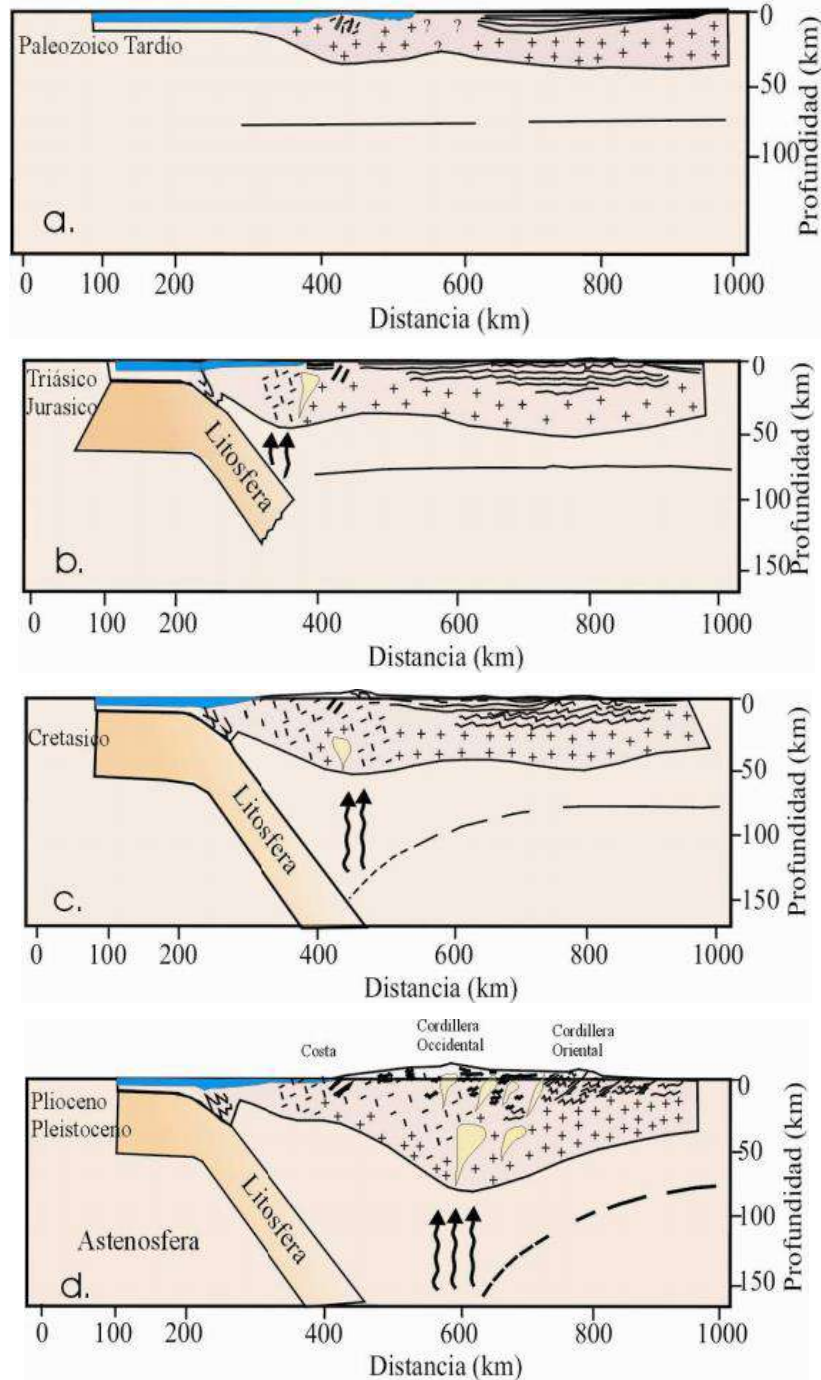 Paleozoico Tardío
? ?
?
a.
0
50
100
Profundidad (km)
0 100 200 400 600 800 1000
Distancia (km)
Triásico
Jurasico
Litosfera
b.
0
50
100
150
Profundidad (km)
0 100 200 400 600 800 1000
Distancia (km)
Cretasico
Litosfera
c.
0
50
100
150
Profundidad (km)
0 100 200 400 600 800 1000
Distancia (km)
Costa
Cordillera
Occidental
Cordillera
Oriental
Plioceno
Pleistoceno
Litosfera
Astenosfera
d.
0
50
100
150
Profundidad (km)
0 100 200 400 600 800 1000
Distancia (km)